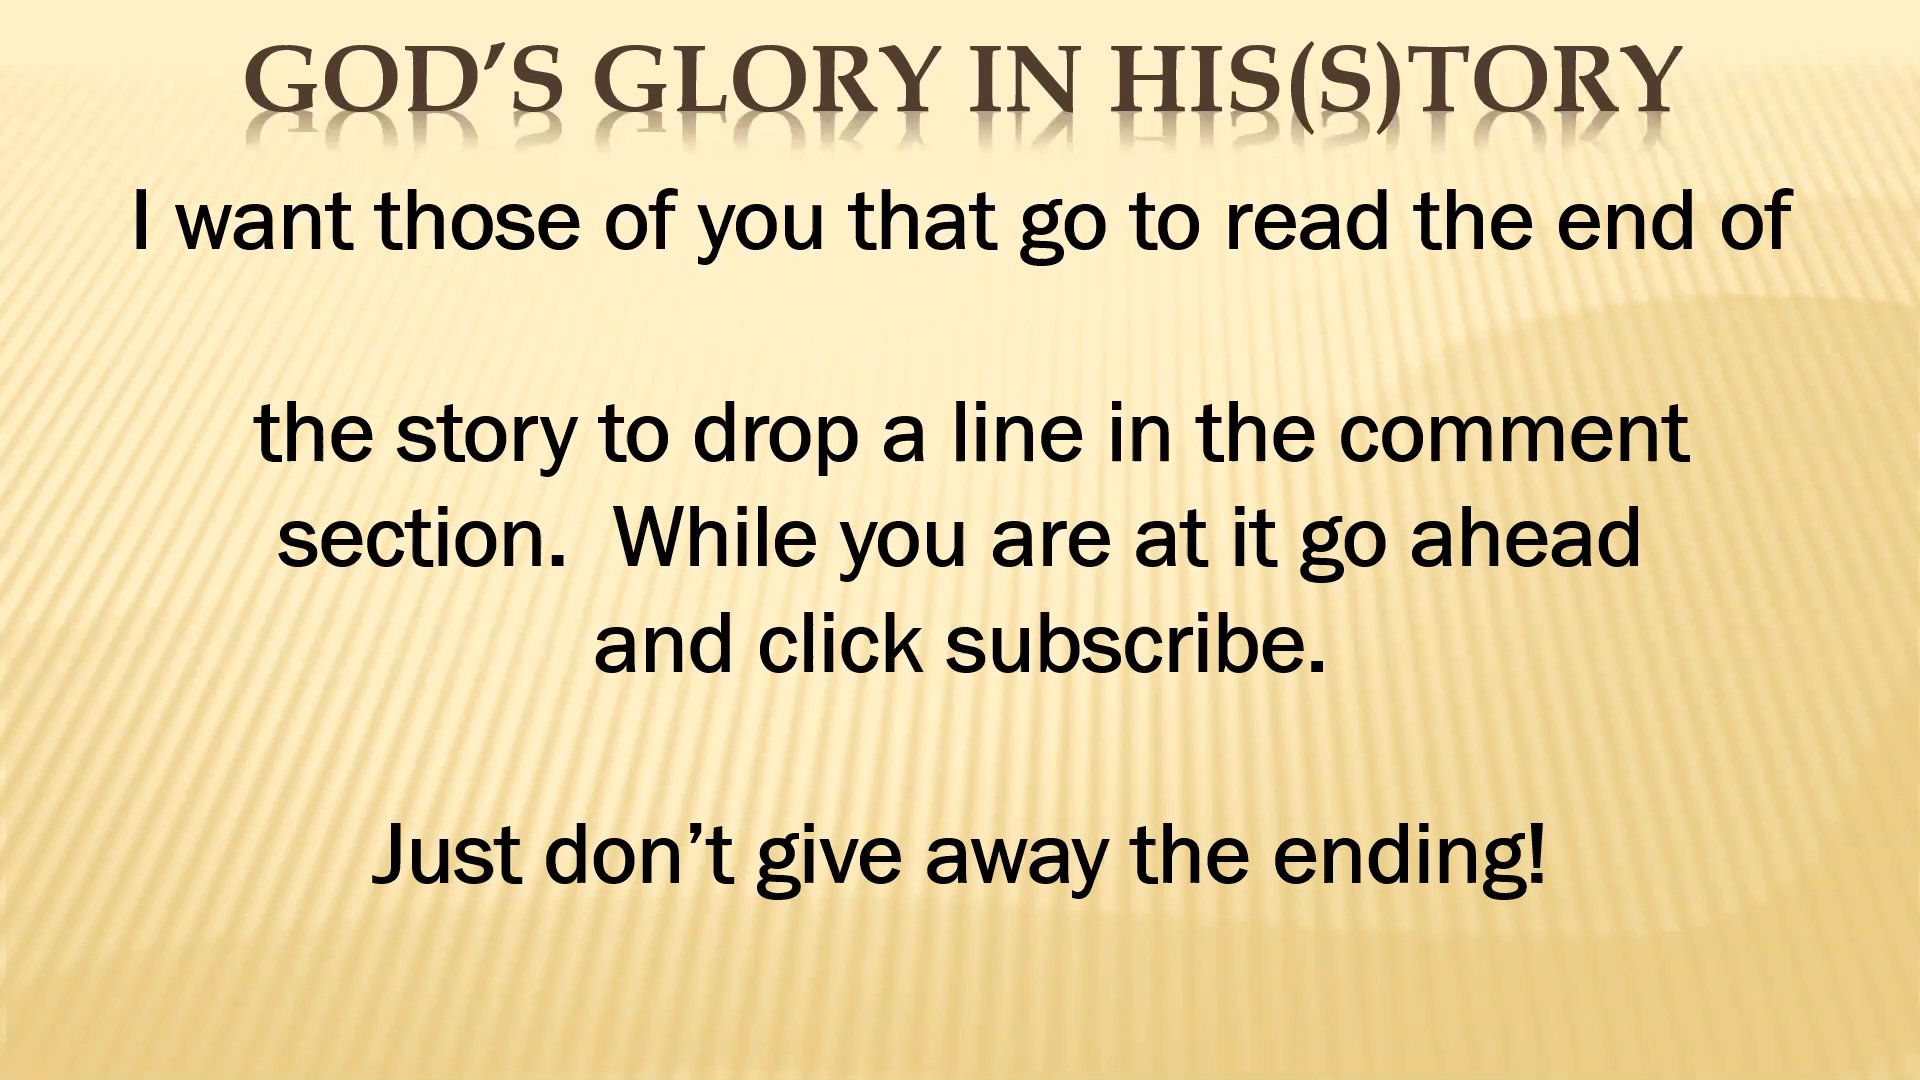 GOD’S GLORY IN HIS(S)TORY
I want those of you that go to read the end of
the story to drop a line in the comment
section.  While you are at it go ahead
and click subscribe.
Just don’t give away the ending!